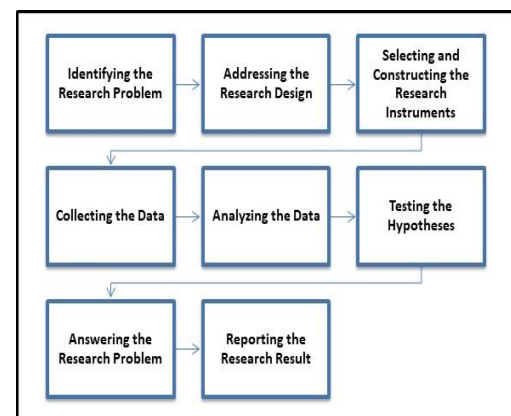 Identifying the
Research Problem
Addressing the
Research Design
Selecting and
Constructing the
Research
Instruments
Collecting the Data
Analyzing the Data
Testing the
Hypotheses
Answering the
Research Problem
Reporting the
Research Result